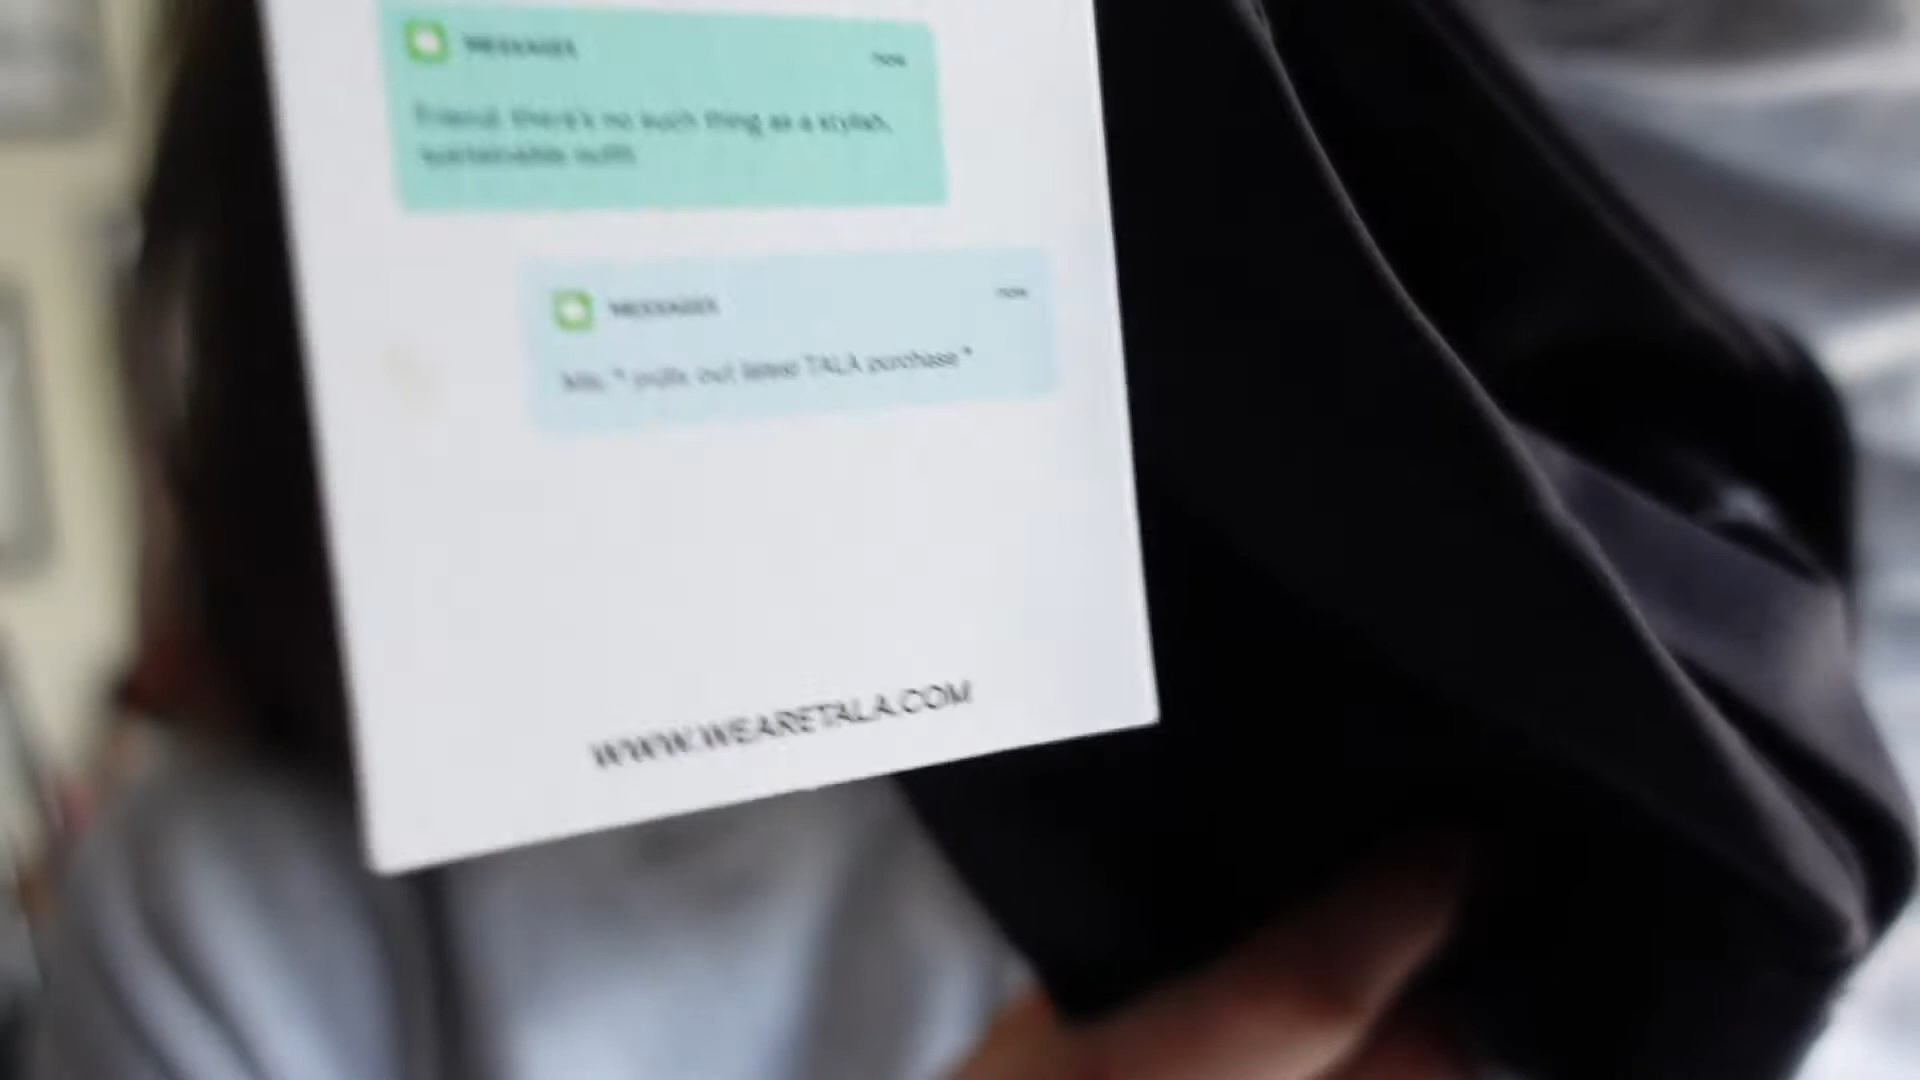 MESSAGES
now
Friend: there's no such thing as a stylish,
sustainable outfit
MESSAGES
now
Me: * pulls out latest TALA purchase *
WWW.WEARETALA.COM